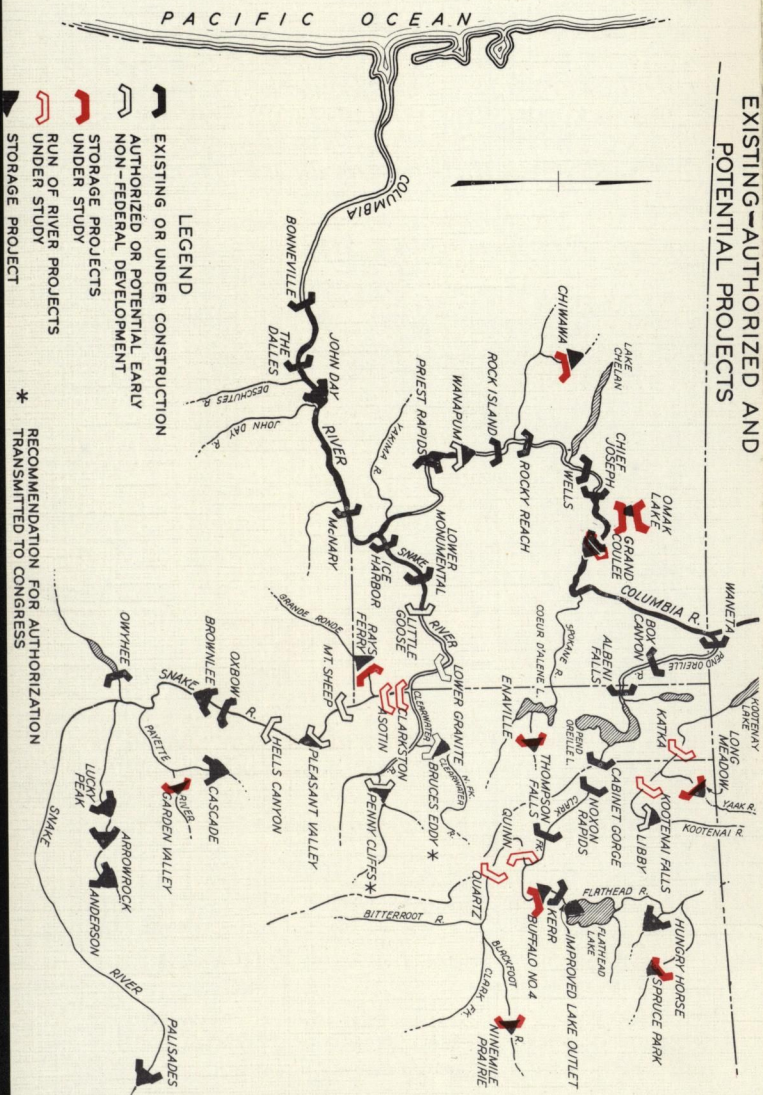 EXISTING—AUTHORIZED AND
POTENTIAL PROJECTS
PACIFIC OCEAN
COLUMBIA
BONNEVILLE
THE
DALLES
JOHN DAY
DESCHUTES R.
JOHN DAY R.
RIVER
McNARY
CHIWAWA
LAKE
CHELAN
ROCK ISLAND
WANAPUM
PRIEST RAPIDS
YAKIMA R.
ROCKY REACH
WELLS
CHIEF
JOSEPH
OMAK
LAKE
GRAND
COULEE
COLUMBIA R.
WANETA
PEND OREILLE
R.
BOX
CANYON
ALBENI
FALLS
SPOKANE R.
COEUR D'ALENE L.
ENAVILLE
PEND
OREILLE L.
KOOTENAY
LAKE
KATKA
LONG
MEADOW
YAAK R.
KOOTENAI R.
KOOTENAI FALLS
LIBBY
CABINET GORGE
NOXON
RAPIDS
THOMPSON
FALLS
CLARK
FK.
QUINN
QUARTZ
BITTERROOT R.
BLACKFOOT
R.
CLARK
FK.
NINEMILE
PRAIRIE
FLATHEAD R.
FLATHEAD
LAKE
KERR
BUFFALO NO. 4
IMPROVED LAKE OUTLET
HUNGRY HORSE
SPRUCE PARK
ICE
HARBOR
SNAKE
LOWER
MONUMENTAL
LITTLE
GOOSE
RIVER
LOWER GRANITE
CLEARWATER
N. FK.
CLEARWATER
R.
BRUCES EDDY *
PENNY CLIFFS *
CLARKSTON
ASOTIN
GRANDE RONDE
RAYS
FERRY
MT. SHEEP
PLEASANT VALLEY
HELLS CANYON
OXBOW
BROWNLEE
SNAKE
R.
OWYHEE
PAYETTE
RIVER
CASCADE
GARDEN VALLEY
LUCKY
PEAK
ARROWROCK
ANDERSON
SNAKE
RIVER
PALISADES
LEGEND
EXISTING OR UNDER CONSTRUCTION
AUTHORIZED OR POTENTIAL EARLY
NON-FEDERAL DEVELOPMENT
STORAGE PROJECTS
UNDER STUDY
RUN OF RIVER PROJECTS
UNDER STUDY
STORAGE PROJECT
* RECOMMENDATION FOR AUTHORIZATION
TRANSMITTED TO CONGRESS